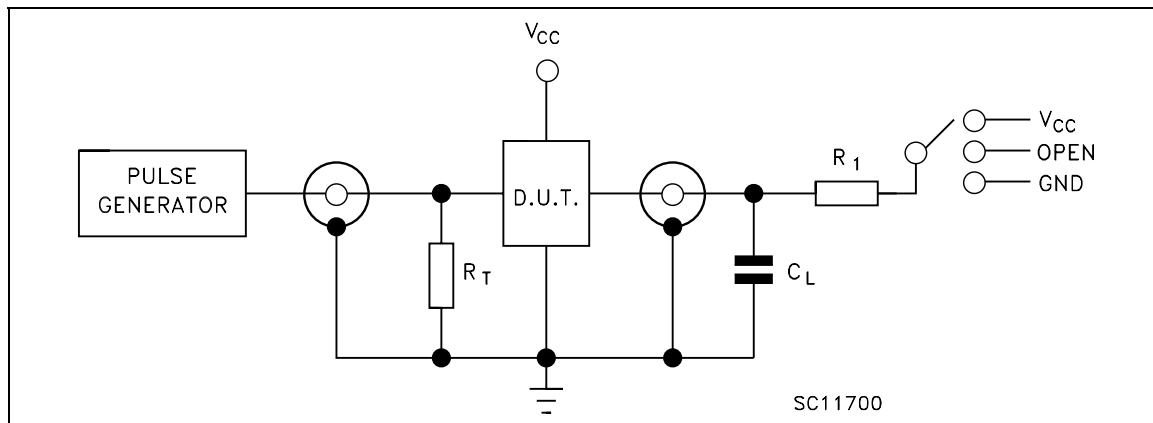 VCC
PULSE
GENERATOR
D.U.T.
RT
CL
R1
VCC
OPEN
GND
SC11700